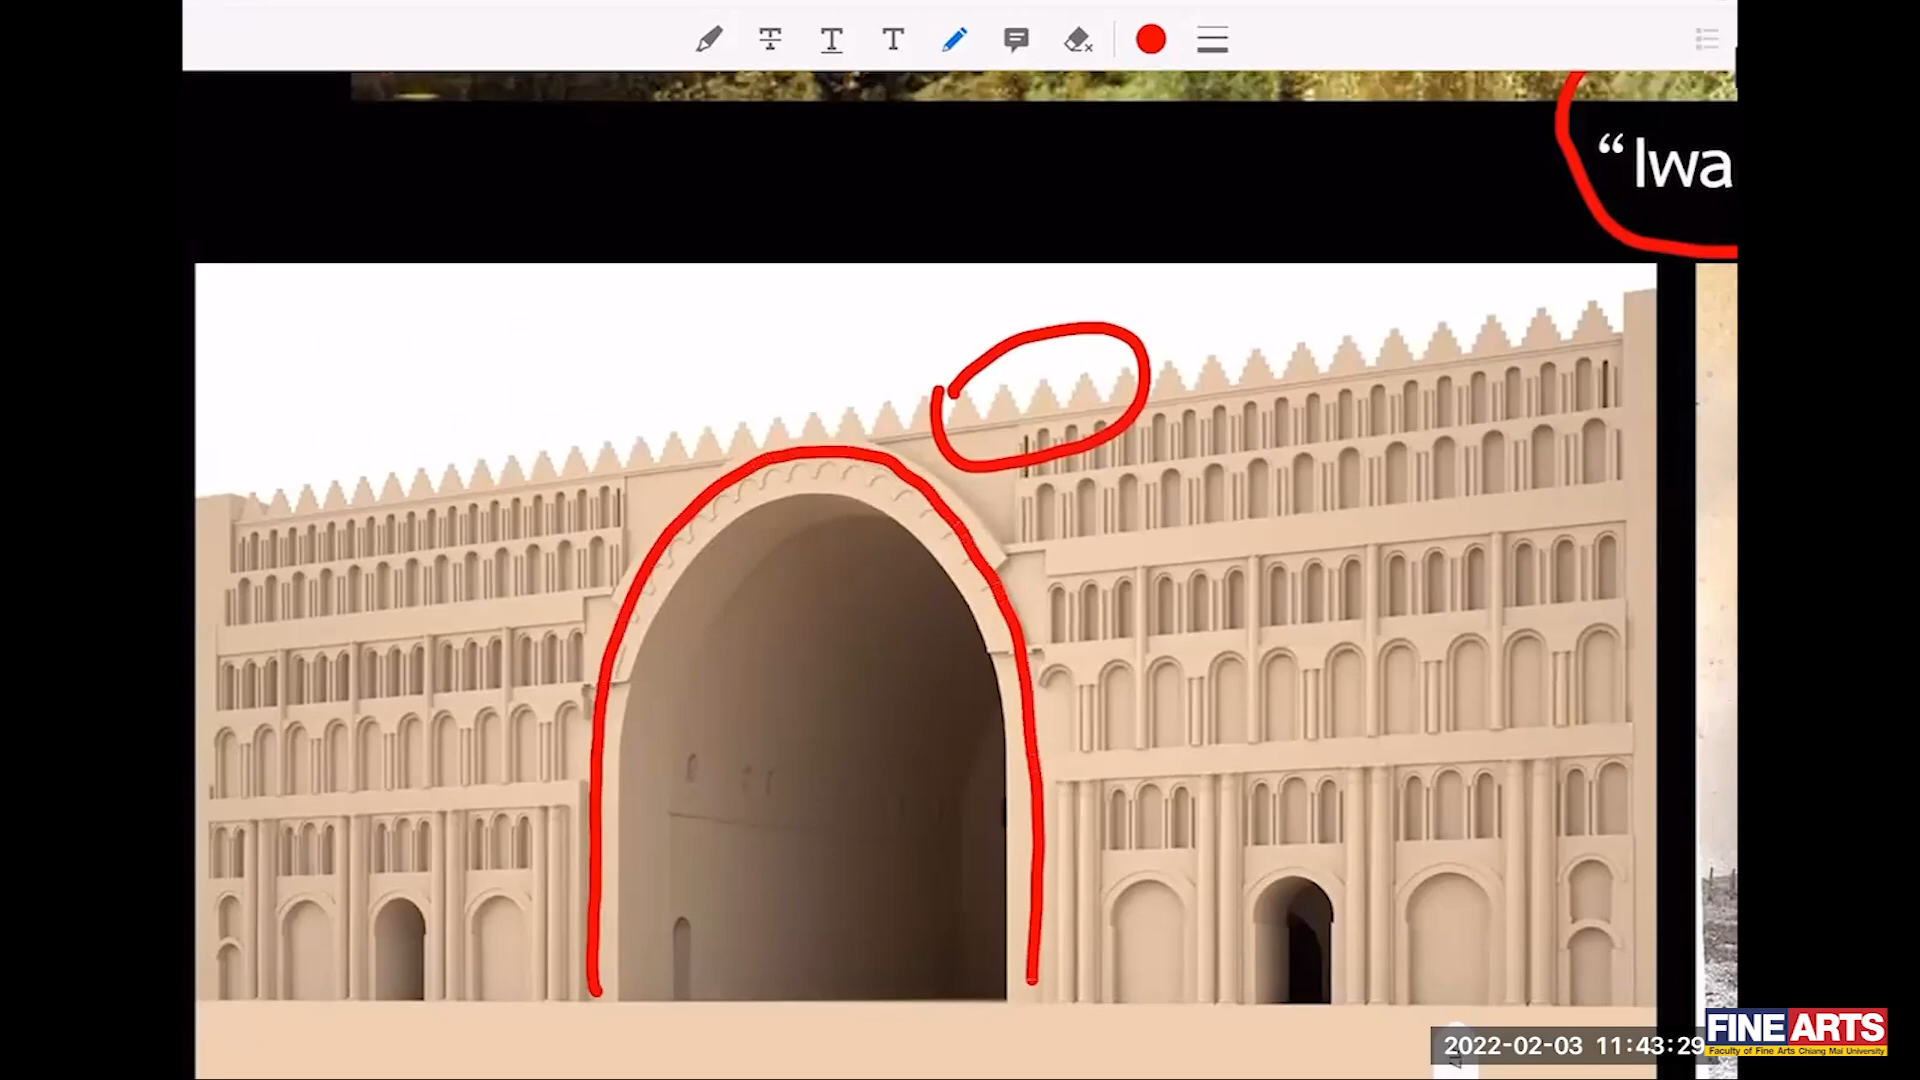 “Iwa
2022-02-03 11:43:29
FINE ARTS
Faculty of Fine Arts Chiang Mai University